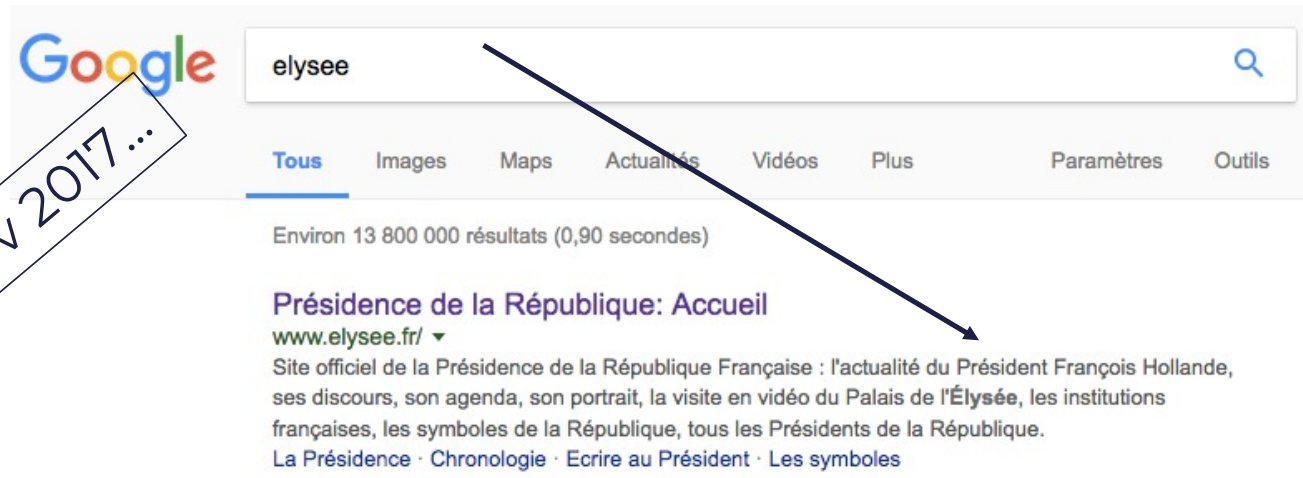 Google
elysee
V 2017...
Tous Images Maps Actualités Vidéos Plus Paramètres Outils
Environ 13 800 000 résultats (0,90 secondes)
Présidence de la République: Accueil
www.elysee.fr/
Site officiel de la Présidence de la République Française : l'actualité du Président François Hollande,
ses discours, son agenda, son portrait, la visite en vidéo du Palais de l'Élysée, les institutions
françaises, les symboles de la République, tous les Présidents de la République.
La Présidence · Chronologie · Ecrire au Président · Les symboles